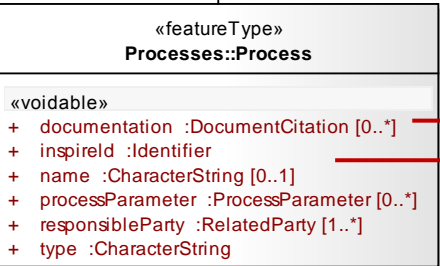 «featureType»
Processes::Process
«voidable»
+ documentation :DocumentCitation [0..*]
+ inspireId :Identifier
+ name :CharacterString [0..1]
+ processParameter :ProcessParameter [0..*]
+ responsibleParty :RelatedParty [1..*]
+ type :CharacterString